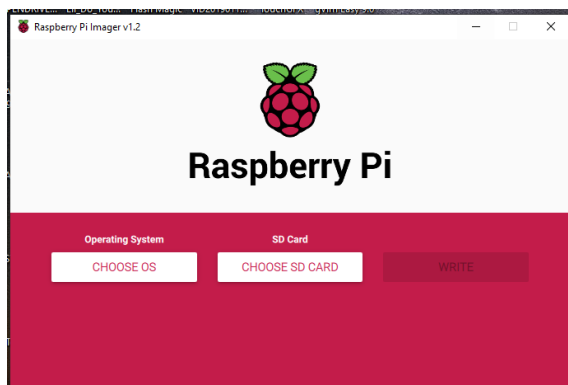 Raspberry Pi Imager v1.2
Raspberry Pi
Operating System
SD Card
CHOOSE OS
CHOOSE SD CARD
WRITE